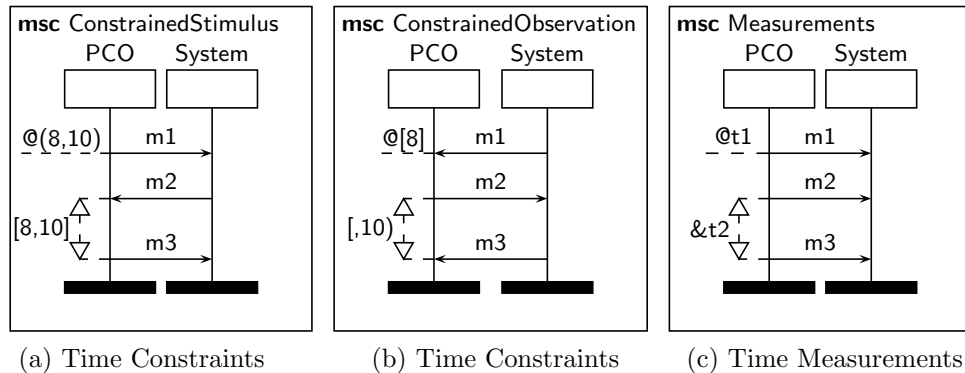 msc ConstrainedStimulus
PCO System
@(8,10) m1
m2
[8,10]
m3
(a) Time Constraints
msc ConstrainedObservation
PCO System
@[8] m1
m2
[,10)
m3
(b) Time Constraints
msc Measurements
PCO System
@t1 m1
m2
&t2
m3
(c) Time Measurements